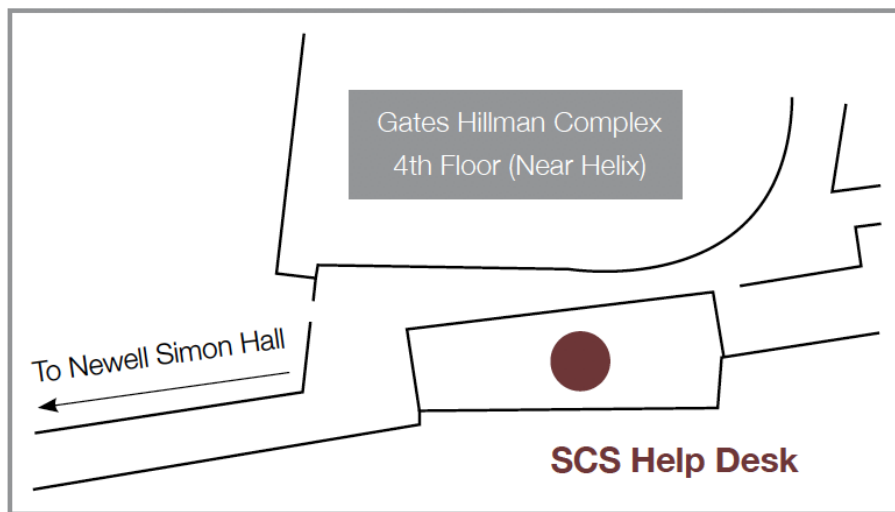 Gates Hillman Complex
4th Floor (Near Helix)
To Newell Simon Hall
SCS Help Desk